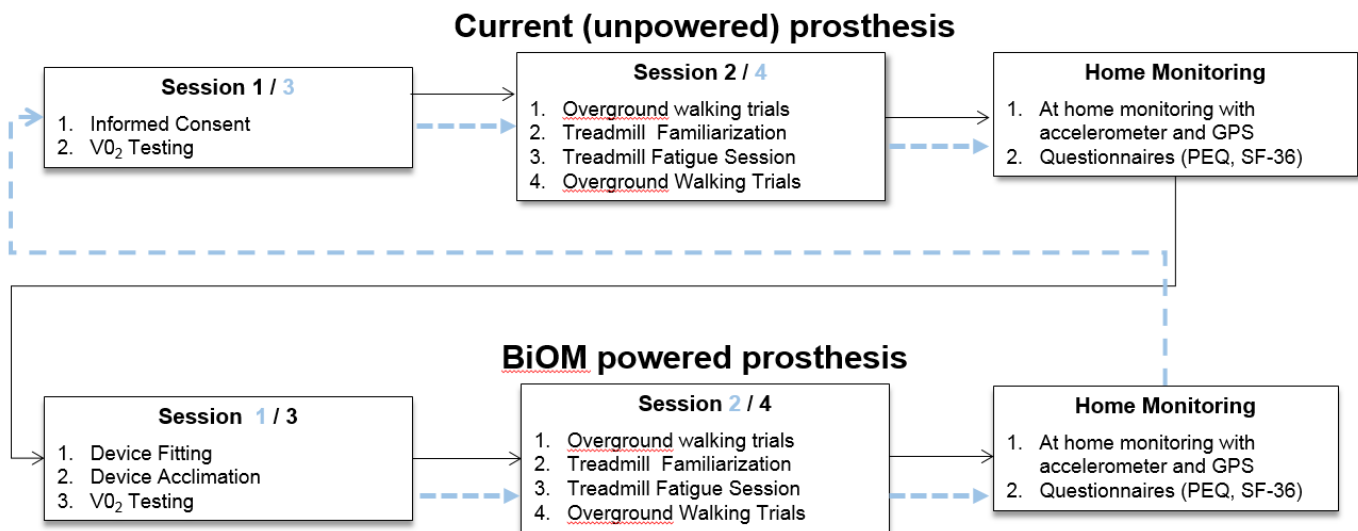 Current (unpowered) prosthesis
Session 1 / 3
1. Informed Consent
2. V0₂ Testing
Session 2 / 4
1. Overground walking trials
2. Treadmill Familiarization
3. Treadmill Fatigue Session
4. Overground Walking Trials
Home Monitoring
1. At home monitoring with
accelerometer and GPS
2. Questionnaires (PEQ, SF-36)
BiOM powered prosthesis
Session 1 / 3
1. Device Fitting
2. Device Acclimation
3. V0₂ Testing
Session 2 / 4
1. Overground walking trials
2. Treadmill Familiarization
3. Treadmill Fatigue Session
4. Overground Walking Trials
Home Monitoring
1. At home monitoring with
accelerometer and GPS
2. Questionnaires (PEQ, SF-36)